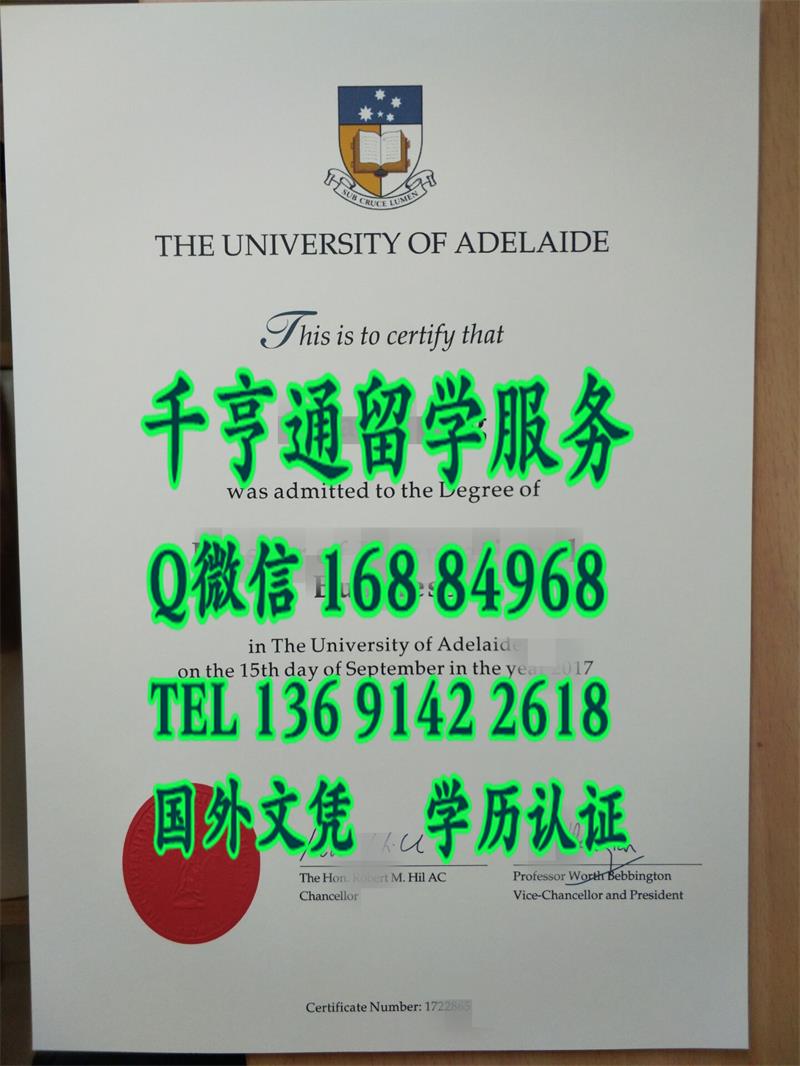 SUB CRUCE LUMEN
THE UNIVERSITY OF ADELAIDE
This is to certify that
千亨通留学服务
was admitted to the Degree of
Q微信 168 84968
in The University of Adelaide
on the 15th day of September in the year 2017
TEL 136 9142 2618
国外文凭 学历认证
The Hon. Robert M. Hil AC
Chancellor
Professor Worth Bebbington
Vice-Chancellor and President
Certificate Number: 1722865